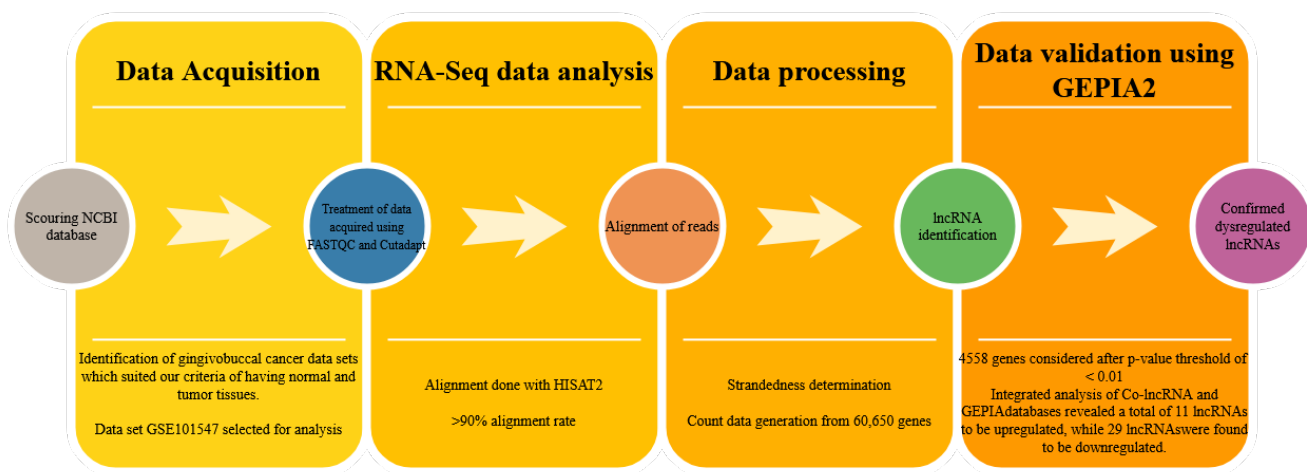 Data Acquisition
RNA-Seq data analysis
Data processing
Data validation using
GEPIA2
Scouring NCBI
database
Treatment of data
acquired using
FASTQC and Cutadapt
Alignment of reads
lncRNA
identification
Confirmed
dysregulated
lncRNAs
Identification of gingivobuccal cancer data sets
which suited our criteria of having normal and
tumor tissues.
Data set GSE101547 selected for analysis
Alignment done with HISAT2
>90% alignment rate
Strandedness determination
Count data generation from 60,650 genes
4558 genes considered after p-value threshold of
< 0.01
Integrated analysis of Co-lncRNA and
GEPIAdatabases revealed a total of 11 lncRNAs
to be upregulated, while 29 lncRNAswere found
to be downregulated.